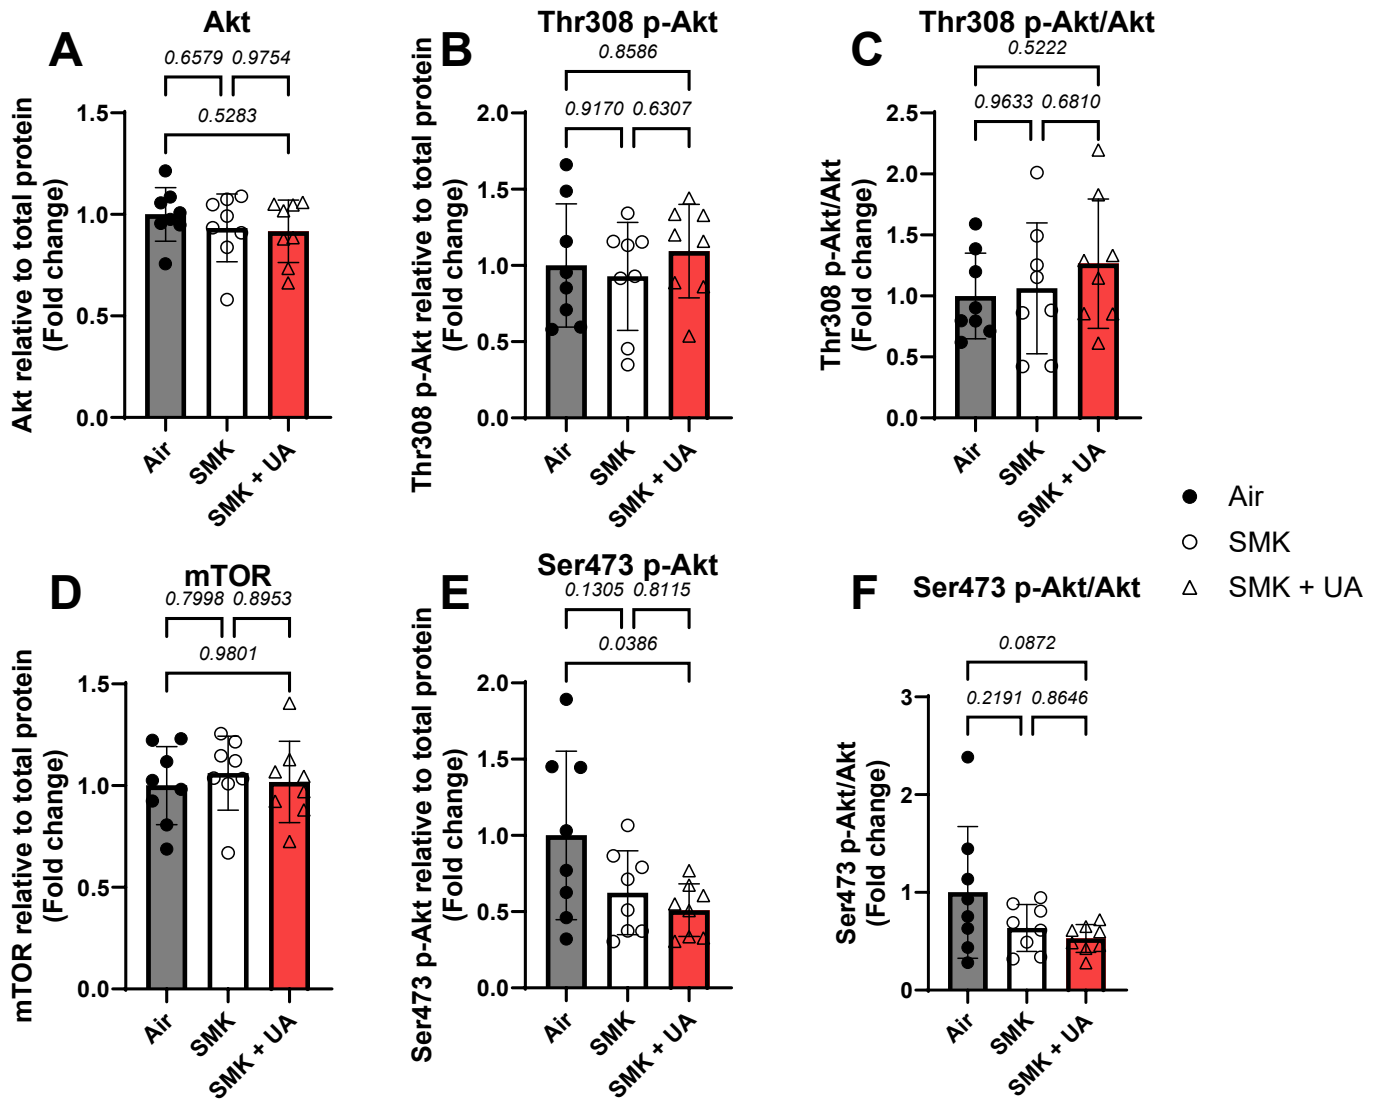 A
Akt
0.6579
0.9754
0.5283
Akt relative to total protein
(Fold change)
1.5
1.0
0.5
0.0
Air
SMK
SMK + UA
B
Thr308 p-Akt
0.8586
0.9170
0.6307
Thr308 p-Akt relative to total protein
(Fold change)
2.0
1.5
1.0
0.5
0.0
Air
SMK
SMK + UA
C
Thr308 p-Akt/Akt
0.5222
0.9633
0.6810
Thr308 p-Akt/Akt
(Fold change)
2.5
2.0
1.5
1.0
0.5
0.0
Air
SMK
SMK + UA
Air
SMK
SMK + UA
D
mTOR
0.7998
0.8953
0.9801
mTOR relative to total protein
(Fold change)
1.5
1.0
0.5
0.0
Air
SMK
SMK + UA
E
Ser473 p-Akt
0.1305
0.8115
0.0386
Ser473 p-Akt relative to total protein
(Fold change)
2.0
1.5
1.0
0.5
0.0
Air
SMK
SMK + UA
F
Ser473 p-Akt/Akt
0.0872
0.2191
0.8646
Ser473 p-Akt/Akt
(Fold change)
3
2
1
0
Air
SMK
SMK + UA